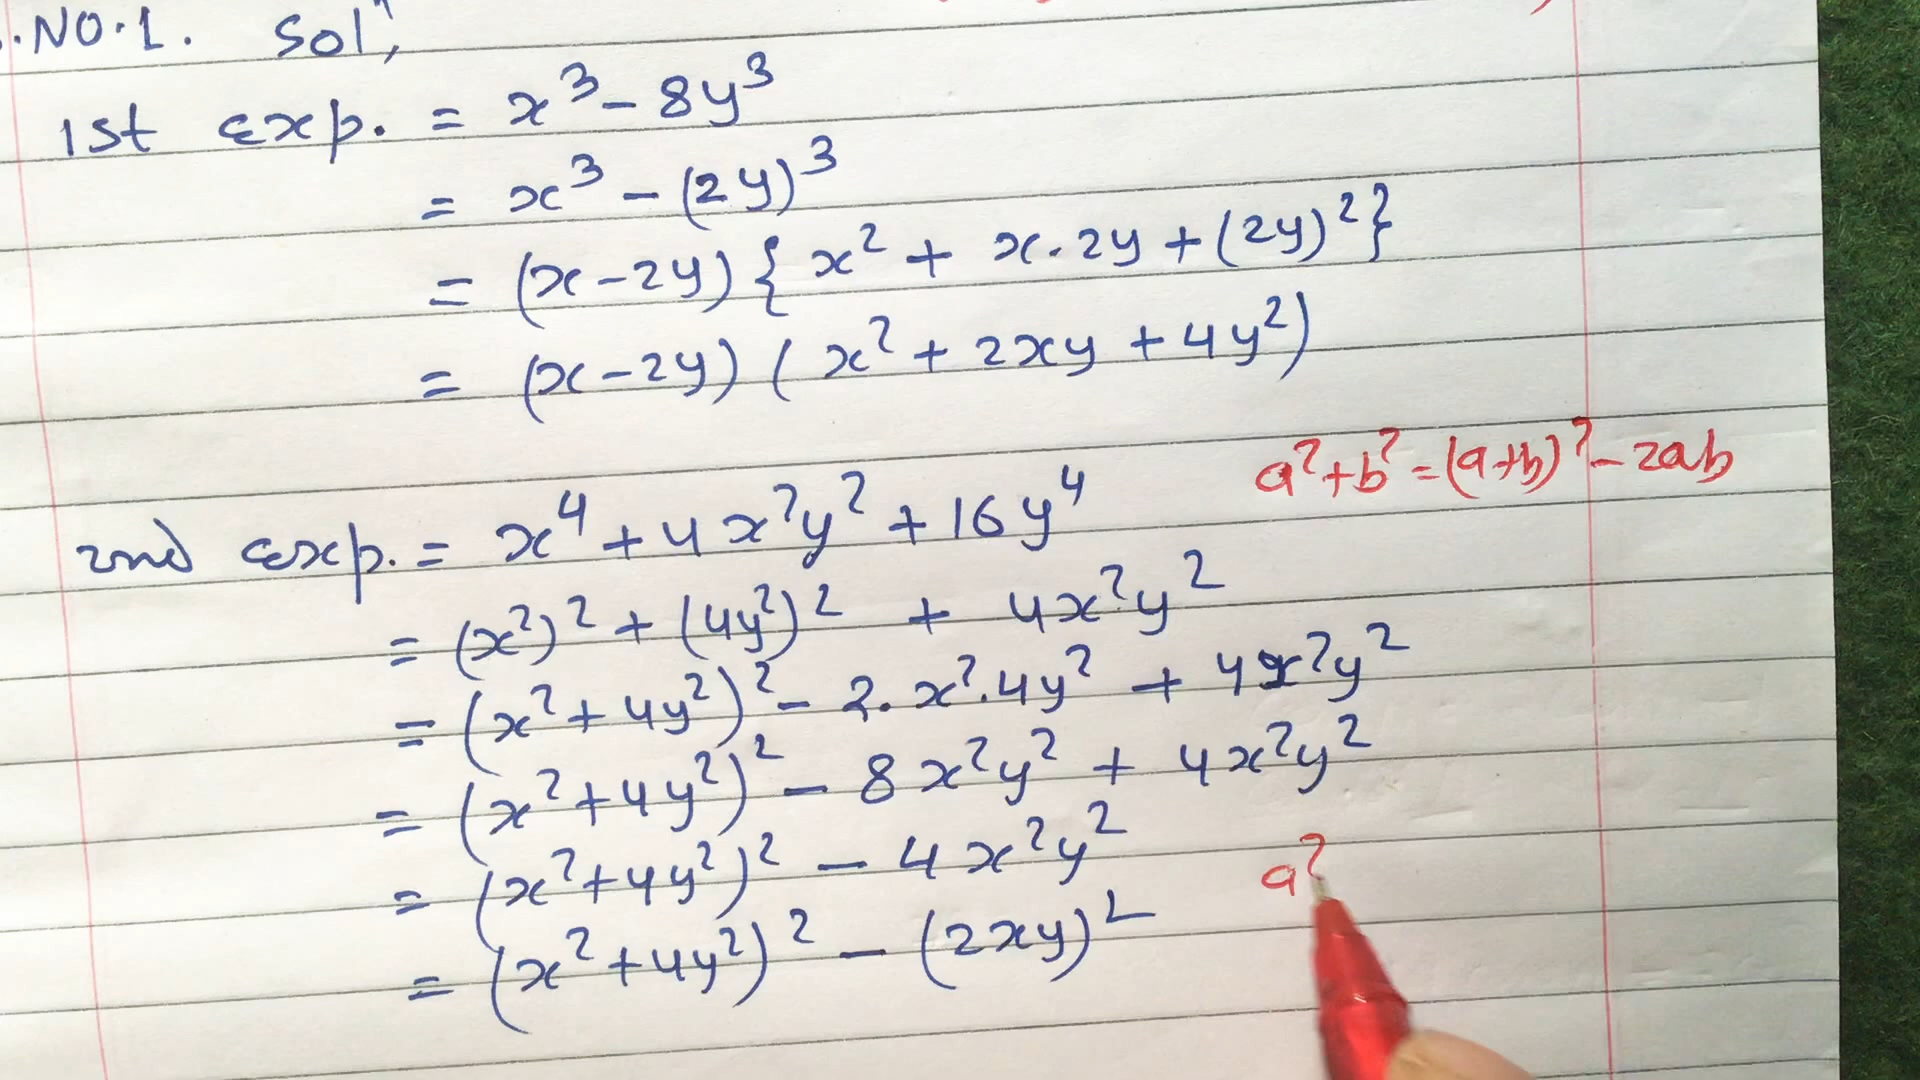 .NO.1. Sol",
1st exp. = x³ - 8y³
= x³ - (2y)³
= (x-2y) {x² + x.2y + (2y)²}
= (x-2y) (x² + 2xy + 4y²)
a²+b² = (a+b)² - 2ab
2nd exp. = x⁴ + 4x²y² + 16y⁴
= (x²)² + (4y²)² + 4x²y²
= (x² + 4y²)² - 2.x².4y² + 4x²y²
= (x² + 4y²)² - 8x²y² + 4x²y²
= (x² + 4y²)² - 4x²y²
a²
= (x² + 4y²)² - (2xy)²